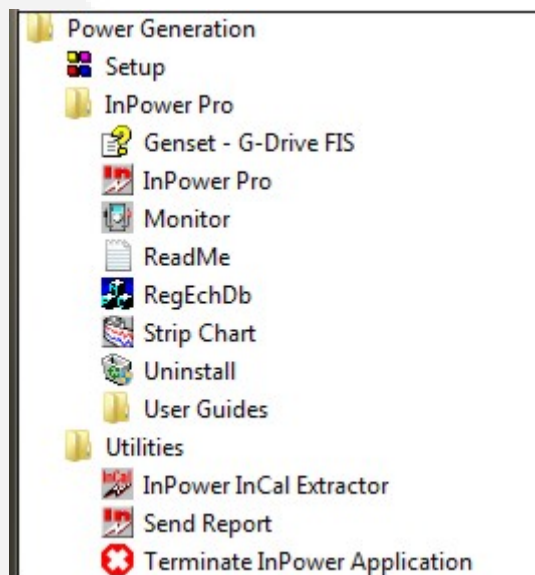 Power Generation
Setup
InPower Pro
Genset - G-Drive FIS
InPower Pro
Monitor
ReadMe
RegEchDb
Strip Chart
Uninstall
User Guides
Utilities
InPower InCal Extractor
Send Report
Terminate InPower Application